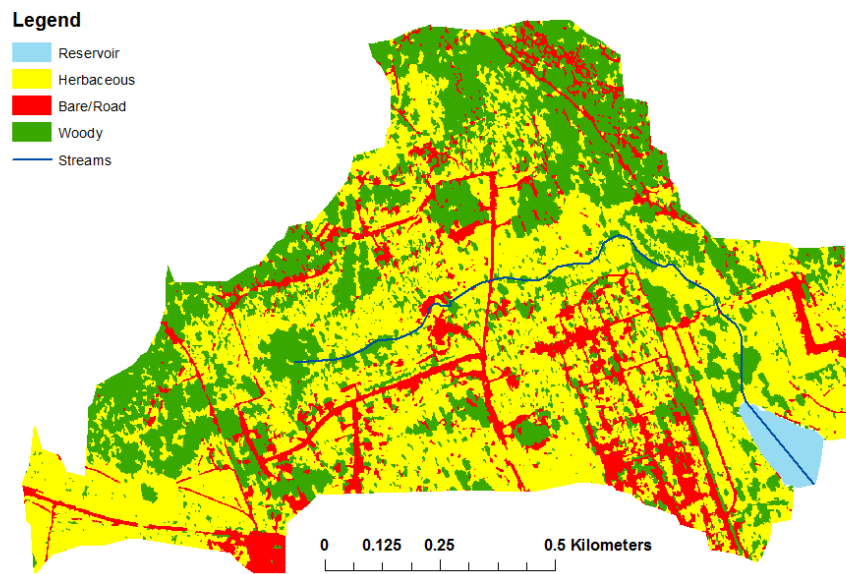 Legend
Reservoir
Herbaceous
Bare/Road
Woody
Streams
0 0.125 0.25 0.5 Kilometers